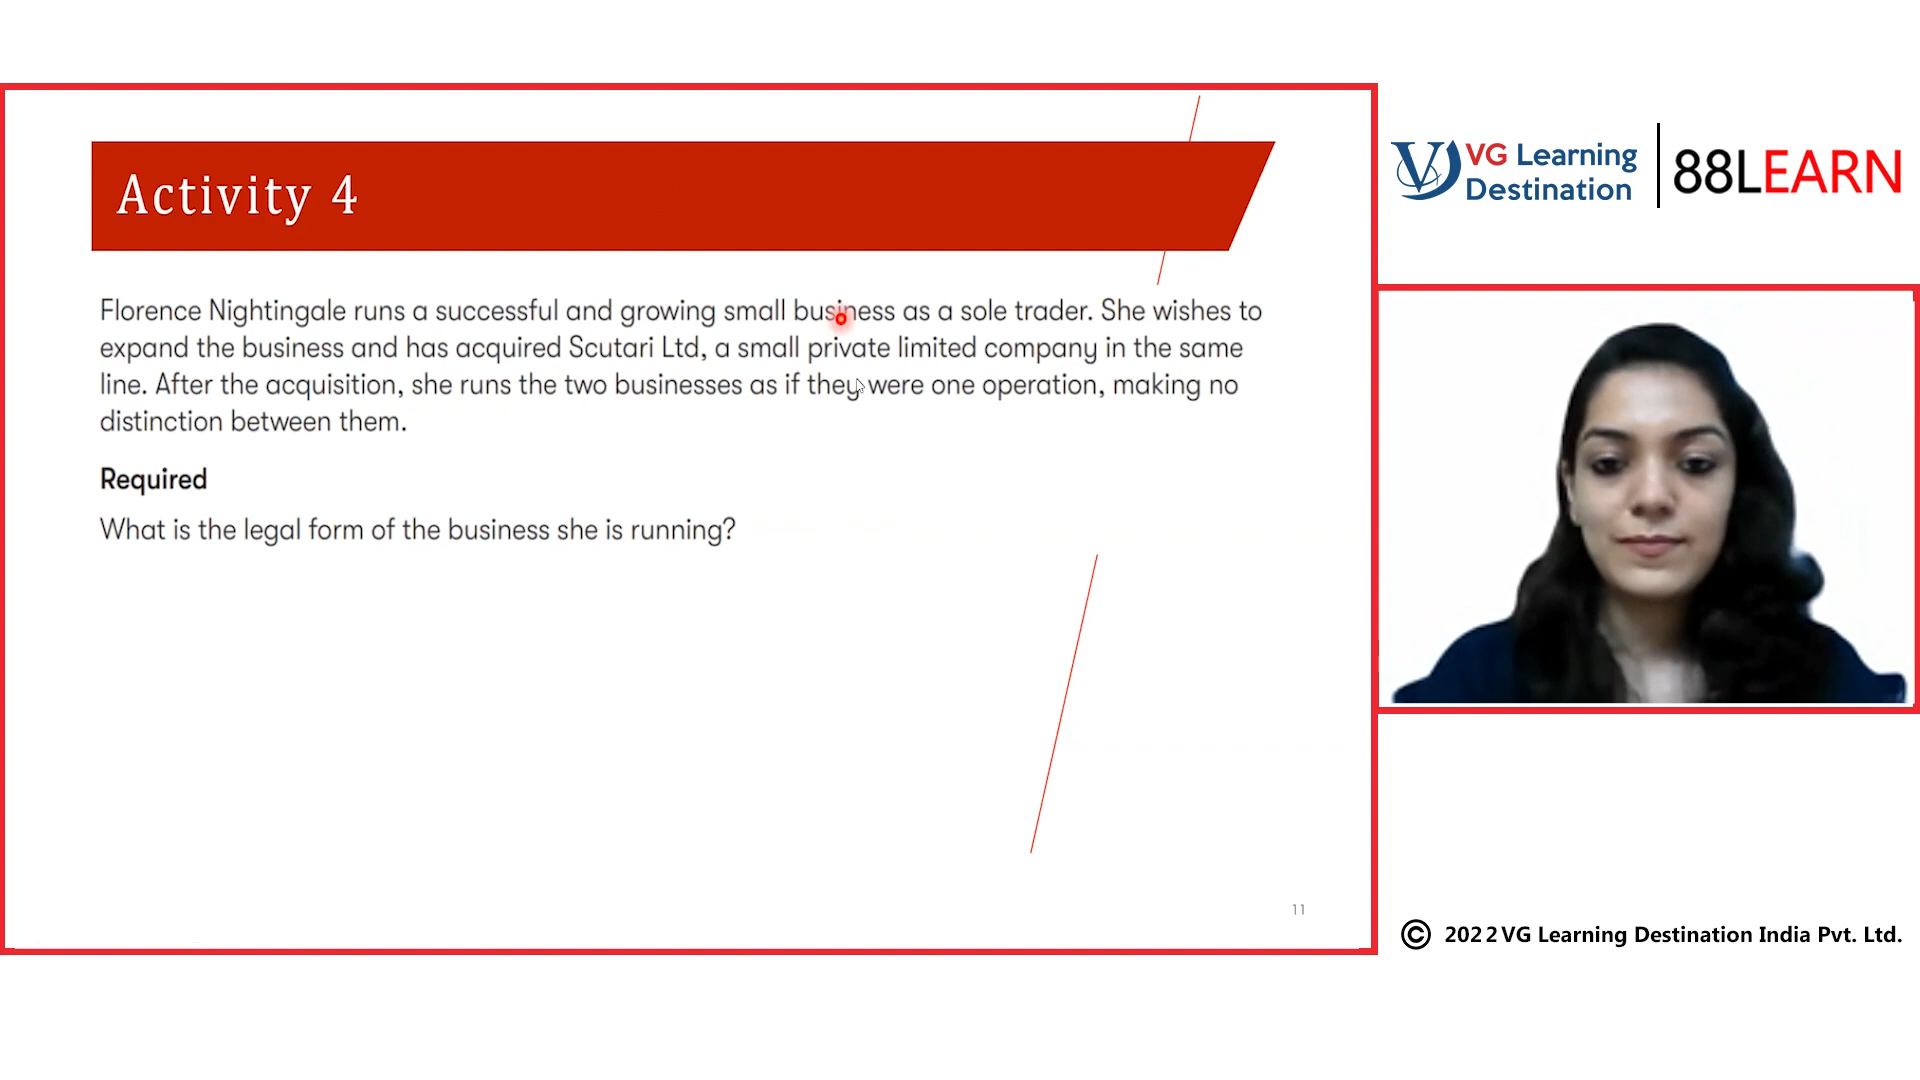 Activity 4
Florence Nightingale runs a successful and growing small business as a sole trader. She wishes to
expand the business and has acquired Scutari Ltd, a small private limited company in the same
line. After the acquisition, she runs the two businesses as if they were one operation, making no
distinction between them.
Required
What is the legal form of the business she is running?
11
VG Learning
Destination
88LEARN
© 2022 VG Learning Destination India Pvt. Ltd.